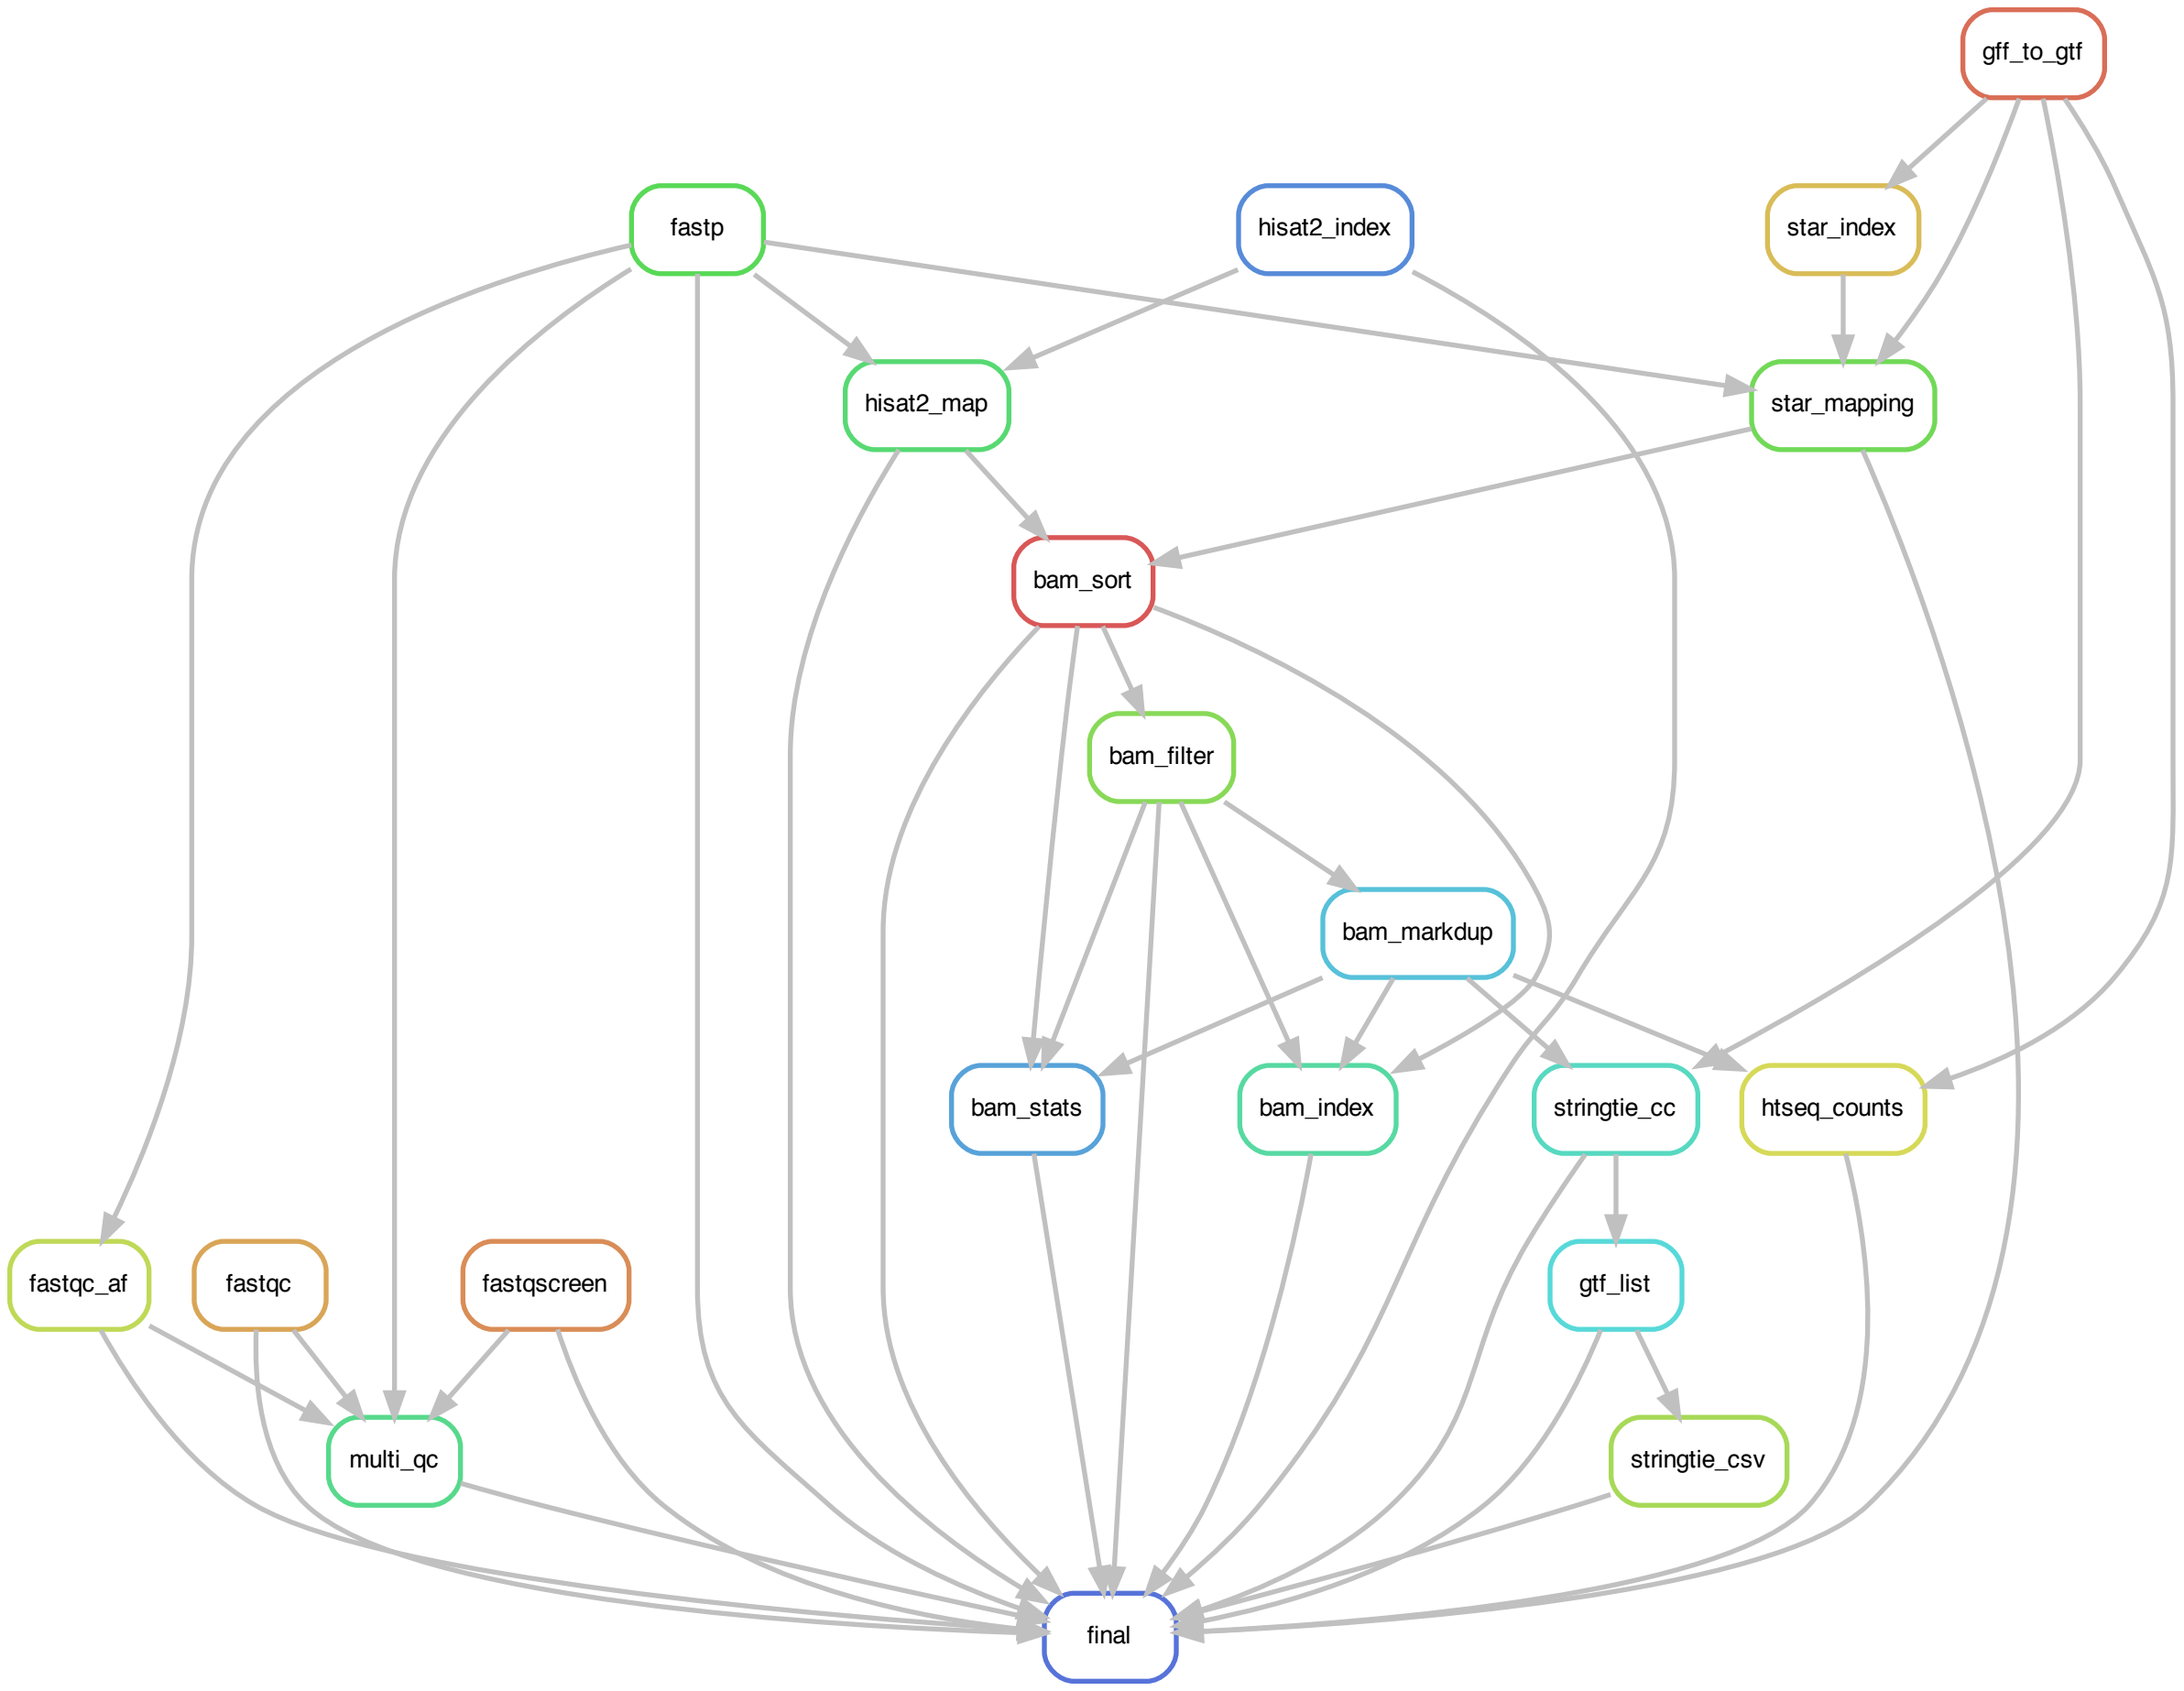 gff_to_gtf
fastp
hisat2_index
star_index
hisat2_map
star_mapping
bam_sort
bam_filter
bam_markdup
bam_stats
bam_index
stringtie_cc
htseq_counts
fastqc_af
fastqc
fastqscreen
gtf_list
multi_qc
stringtie_csv
final